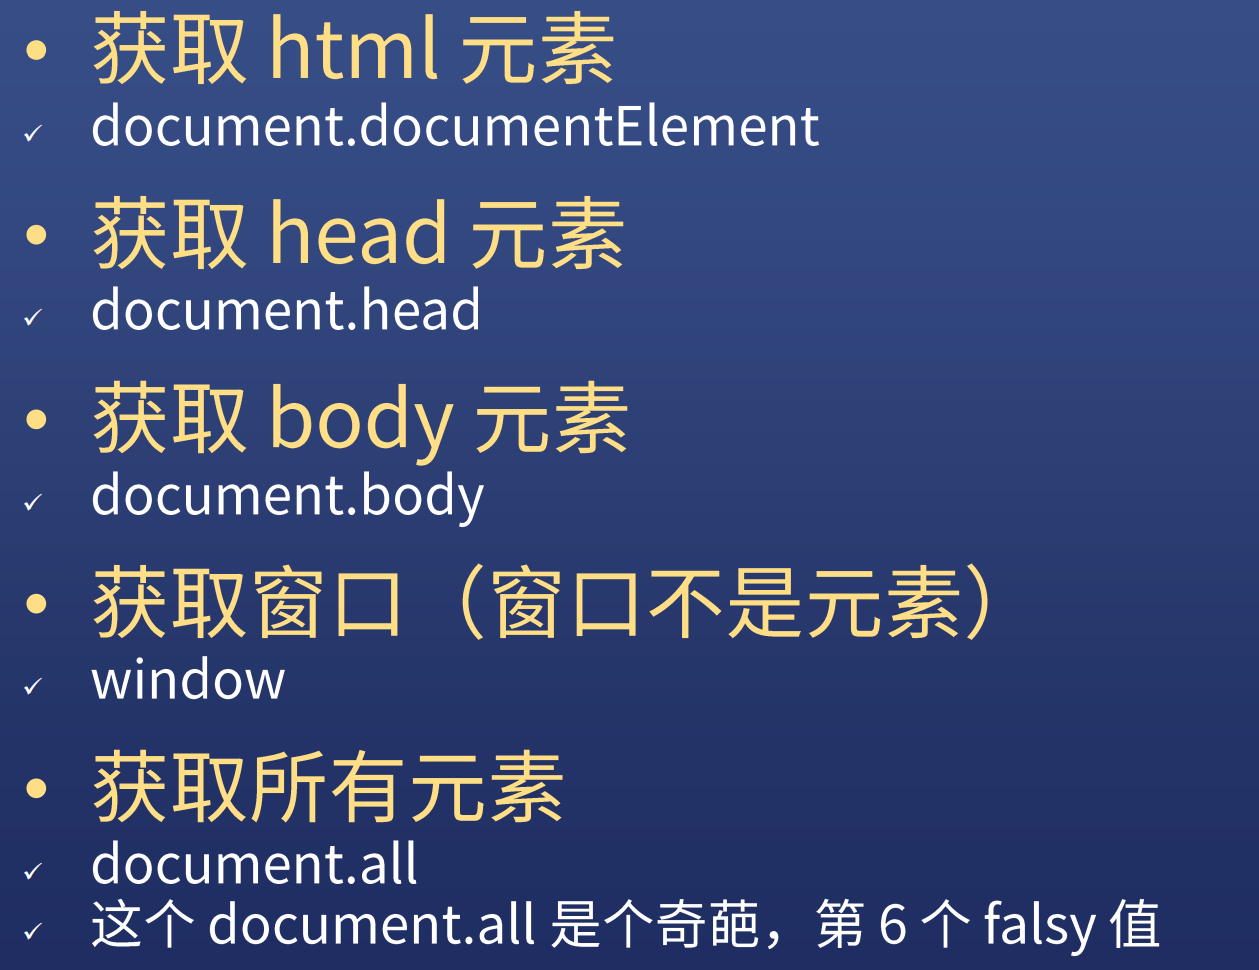 • 获取 html 元素
✓ document.documentElement
• 获取 head 元素
✓ document.head
• 获取 body 元素
✓ document.body
• 获取窗口（窗口不是元素）
✓ window
• 获取所有元素
✓ document.all
✓ 这个 document.all 是个奇葩，第 6 个 falsy 值